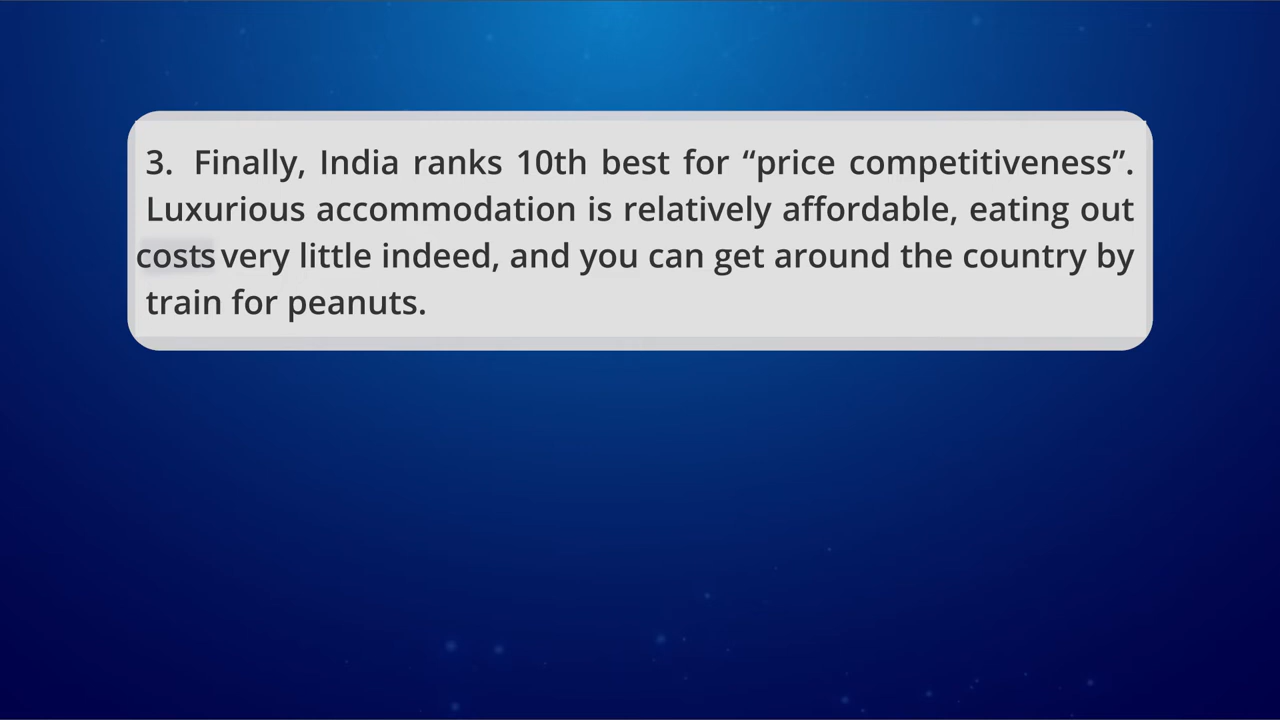 3. Finally, India ranks 10th best for “price competitiveness”.
Luxurious accommodation is relatively affordable, eating out
costs very little indeed, and you can get around the country by
train for peanuts.